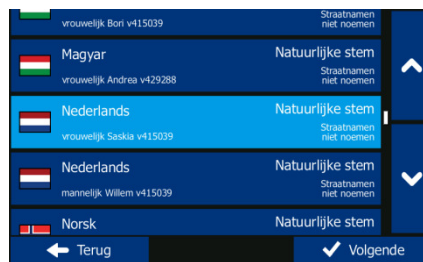 vrouwelijk Bori v415039
Straatnamen
niet noemen
Magyar
Natuurlijke stem
vrouwelijk Andrea v429288
Straatnamen
niet noemen
Nederlands
Natuurlijke stem
vrouwelijk Saskia v415039
Straatnamen
niet noemen
Nederlands
Natuurlijke stem
mannelijk Willem v415039
Straatnamen
niet noemen
Norsk
Natuurlijke stem
Terug
Volgende